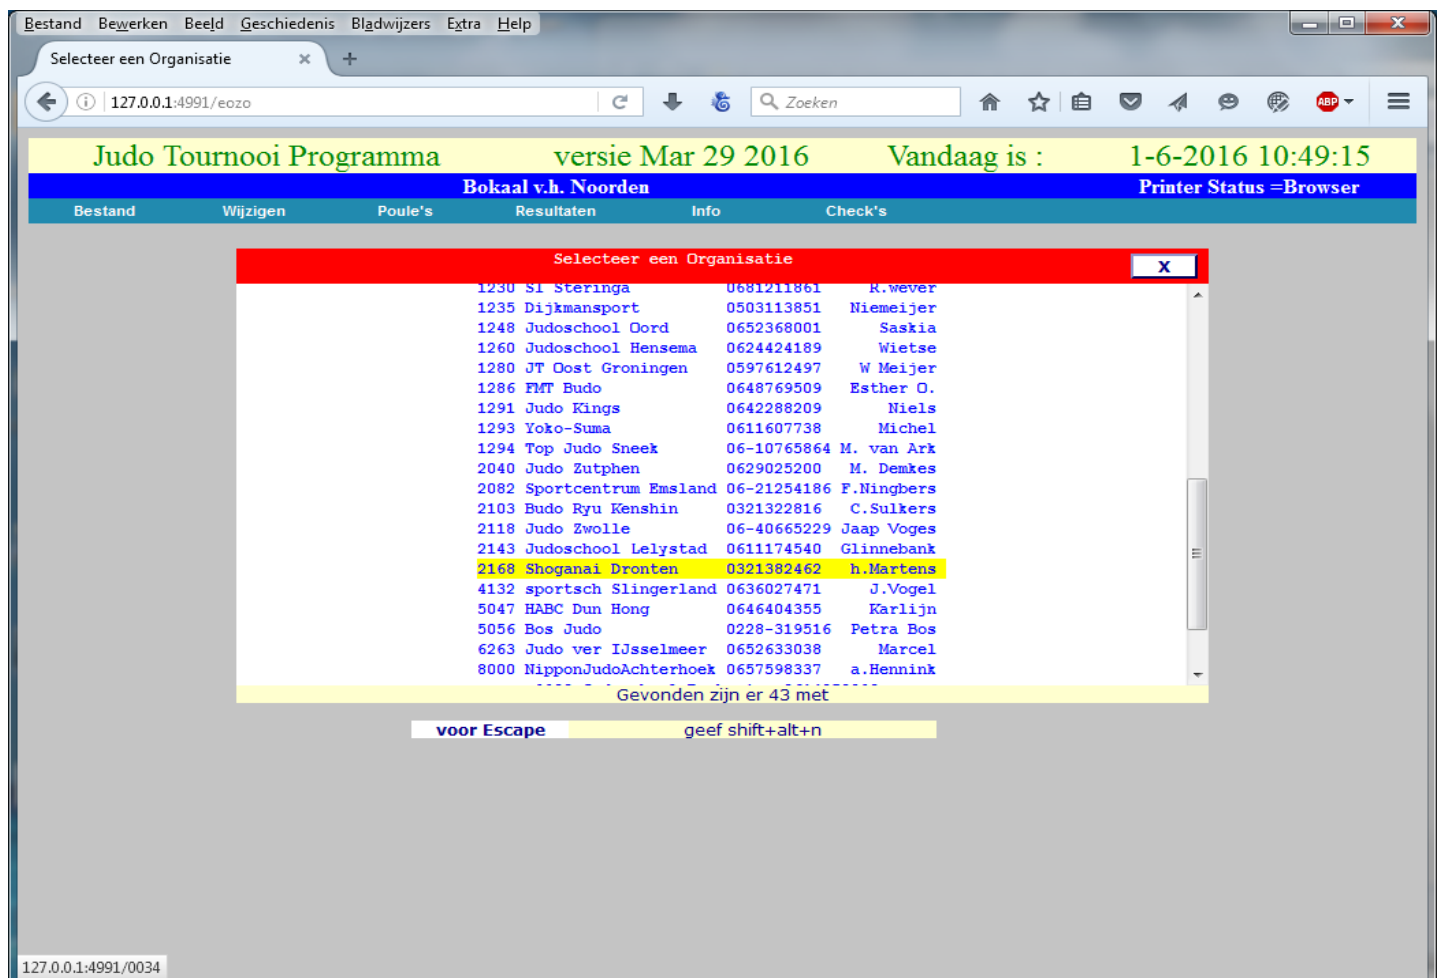 Bestand Bewerken Beeld Geschiedenis Bladwijzers Extra Help
Selecteer een Organisatie
127.0.0.1:4991/eozo Zoeken ABP
Judo Tournooi Programma versie Mar 29 2016 Vandaag is : 1-6-2016 10:49:15
Bokaal v.h. Noorden Printer Status =Browser
Bestand Wijzigen Poule's Resultaten Info Check's
Selecteer een Organisatie X
1230 SI Steringa 0681211861 R.wever
1235 Dijkmansport 0503113851 Niemeijer
1248 Judoschool Oord 0652368001 Saskia
1260 Judoschool Hensema 0624424189 Wietse
1280 JT Oost Groningen 0597612497 W Meijer
1286 FMT Budo 0648769509 Esther O.
1291 Judo Kings 0642288209 Niels
1293 Yoko-Suma 0611607738 Michel
1294 Top Judo Sneek 06-10765864 M. van Ark
2040 Judo Zutphen 0629025200 M. Demkes
2082 Sportcentrum Emsland 06-21254186 F.Ningbers
2103 Budo Ryu Kenshin 0321322816 C.Sulkers
2118 Judo Zwolle 06-40665229 Jaap Voges
2143 Judoschool Lelystad 0611174540 Glinnebank
2168 Shoganai Dronten 0321382462 h.Martens
4132 sportsch Slingerland 0636027471 J.Vogel
5047 HABC Dun Hong 0646404355 Karlijn
5056 Bos Judo 0228-319516 Petra Bos
6263 Judo ver IJsselmeer 0652633038 Marcel
8000 NipponJudoAchterhoek 0657598337 a.Hennink
Gevonden zijn er 43 met
voor Escape geef shift+alt+n
127.0.0.1:4991/0034